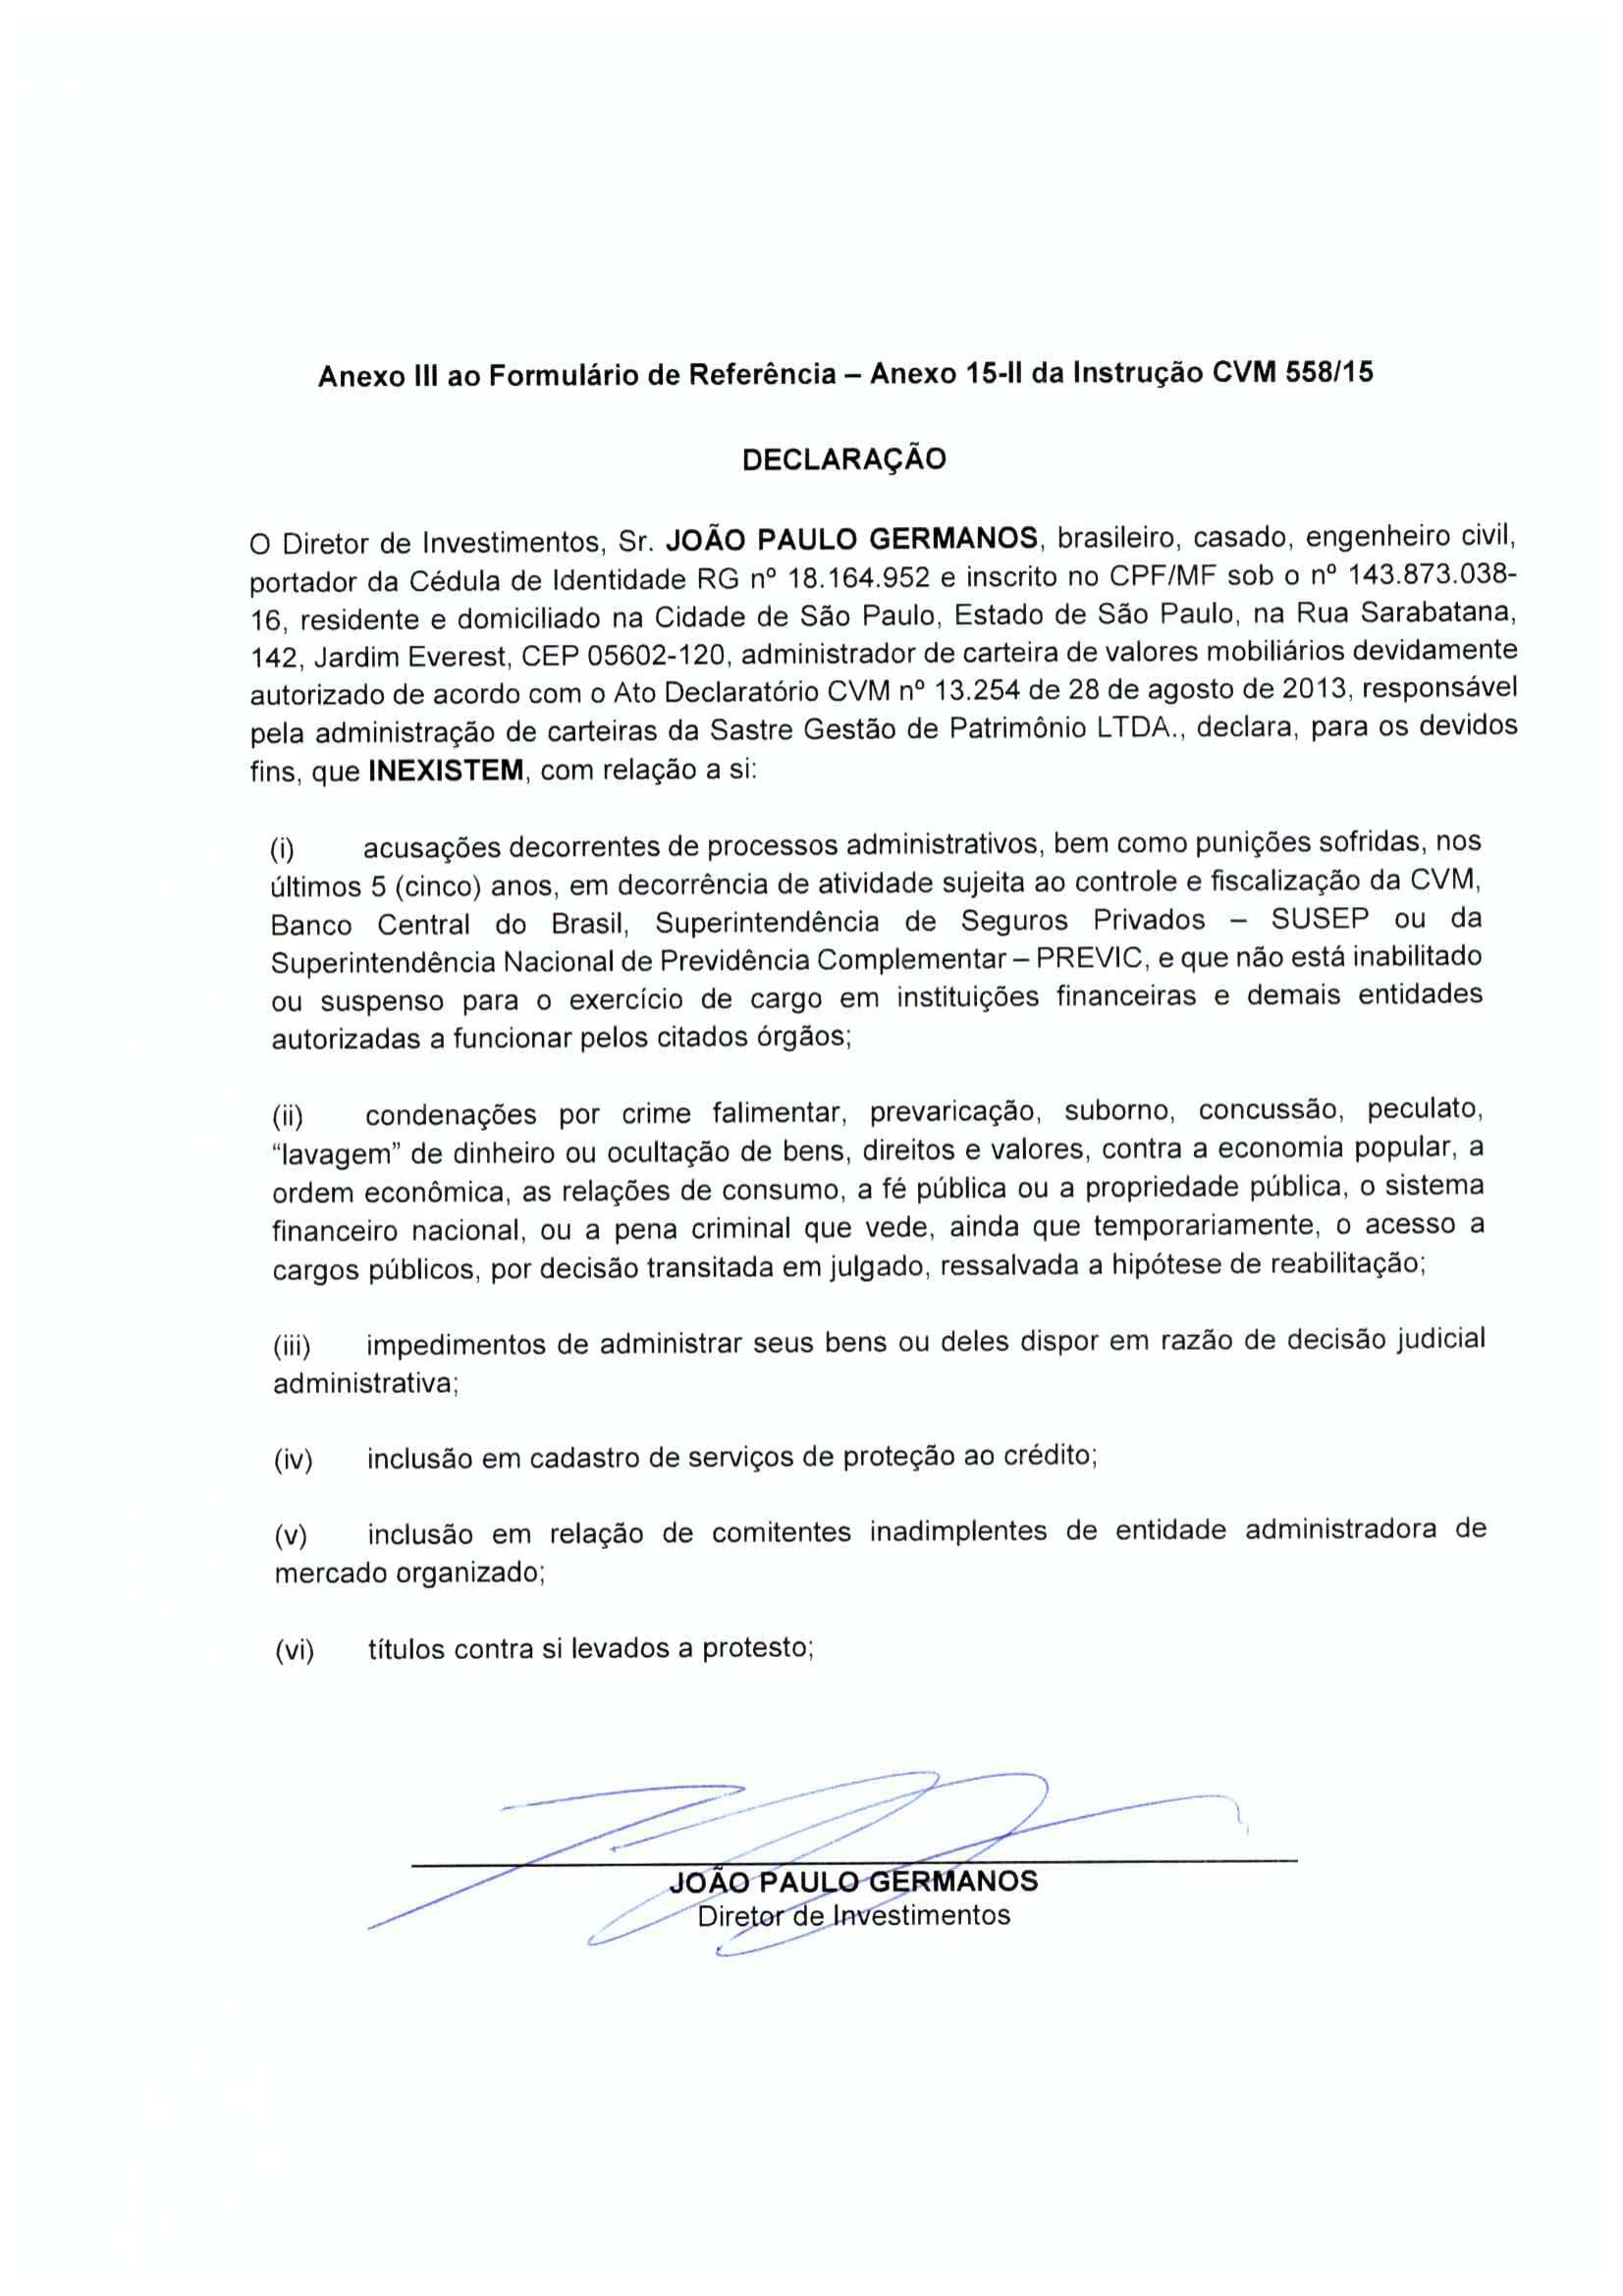 Anexo III ao Formulário de Referência – Anexo 15-II da Instrução CVM 558/15
DECLARAÇÃO
O Diretor de Investimentos, Sr. JOÃO PAULO GERMANOS, brasileiro, casado, engenheiro civil,
portador da Cédula de Identidade RG nº 18.164.952 e inscrito no CPF/MF sob o nº 143.873.038-
16, residente e domiciliado na Cidade de São Paulo, Estado de São Paulo, na Rua Sarabatana,
142, Jardim Everest, CEP 05602-120, administrador de carteira de valores mobiliários devidamente
autorizado de acordo com o Ato Declaratório CVM nº 13.254 de 28 de agosto de 2013, responsável
pela administração de carteiras da Sastre Gestão de Patrimônio LTDA., declara, para os devidos
fins, que INEXISTEM, com relação a si:
(i) acusações decorrentes de processos administrativos, bem como punições sofridas, nos
últimos 5 (cinco) anos, em decorrência de atividade sujeita ao controle e fiscalização da CVM,
Banco Central do Brasil, Superintendência de Seguros Privados – SUSEP ou da
Superintendência Nacional de Previdência Complementar – PREVIC, e que não está inabilitado
ou suspenso para o exercício de cargo em instituições financeiras e demais entidades
autorizadas a funcionar pelos citados órgãos;
(ii) condenações por crime falimentar, prevaricação, suborno, concussão, peculato,
“lavagem” de dinheiro ou ocultação de bens, direitos e valores, contra a economia popular, a
ordem econômica, as relações de consumo, a fé pública ou a propriedade pública, o sistema
financeiro nacional, ou a pena criminal que vede, ainda que temporariamente, o acesso a
cargos públicos, por decisão transitada em julgado, ressalvada a hipótese de reabilitação;
(iii) impedimentos de administrar seus bens ou deles dispor em razão de decisão judicial
administrativa;
(iv) inclusão em cadastro de serviços de proteção ao crédito;
(v) inclusão em relação de comitentes inadimplentes de entidade administradora de
mercado organizado;
(vi) títulos contra si levados a protesto;
JOÃO PAULO GERMANOS
Diretor de Investimentos